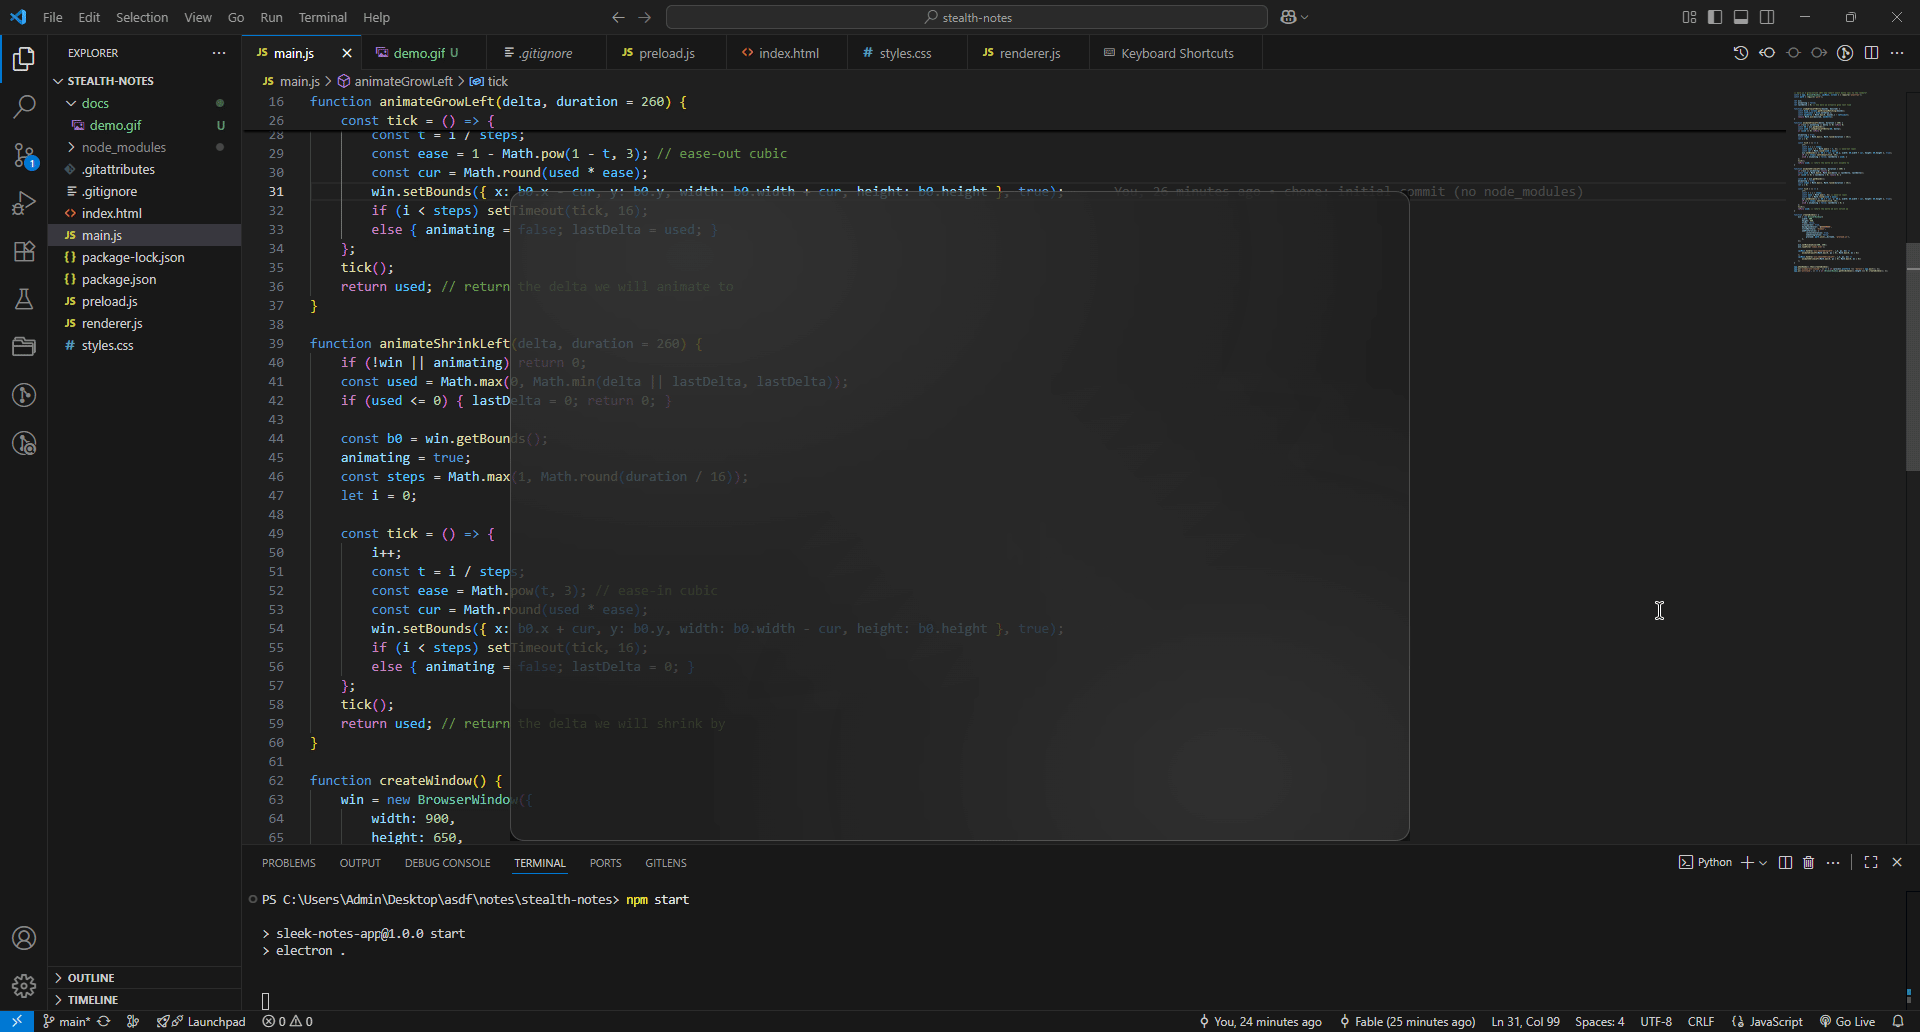 File Edit Selection View Go Run Terminal Help
stealth-notes
EXPLORER
STEALTH-NOTES
docs
demo.gif U
node_modules
.gitattributes
.gitignore
index.html
JS main.js
{} package-lock.json
{} package.json
JS preload.js
JS renderer.js
# styles.css
OUTLINE
TIMELINE
JS main.js
demo.gif U
.gitignore
JS preload.js
index.html
# styles.css
JS renderer.js
Keyboard Shortcuts
JS main.js > animateGrowLeft > tick
16 function animateGrowLeft(delta, duration = 260) {
26 const tick = () => {
28 const t = i / steps;
29 const ease = 1 - Math.pow(1 - t, 3); // ease-out cubic
30 const cur = Math.round(used * ease);
31 win.setBounds({ x: b0.x - cur, y: b0.y, width: b0.width + cur, height: b0.height }, true); You, 26 minutes ago • chore: initial commit (no node_modules)
32 if (i < steps) setTimeout(tick, 16);
33 else { animating = false; lastDelta = used; }
34 };
35 tick();
36 return used; // return the delta we will animate to
37 }
38
39 function animateShrinkLeft(delta, duration = 260) {
40 if (!win || animating) return 0;
41 const used = Math.max(0, Math.min(delta || lastDelta, lastDelta));
42 if (used <= 0) { lastDelta = 0; return 0; }
43
44 const b0 = win.getBounds();
45 animating = true;
46 const steps = Math.max(1, Math.round(duration / 16));
47 let i = 0;
48
49 const tick = () => {
50 i++;
51 const t = i / steps;
52 const ease = Math.pow(t, 3); // ease-in cubic
53 const cur = Math.round(used * ease);
54 win.setBounds({ x: b0.x + cur, y: b0.y, width: b0.width - cur, height: b0.height }, true);
55 if (i < steps) setTimeout(tick, 16);
56 else { animating = false; lastDelta = 0; }
57 };
58 tick();
59 return used; // return the delta we will shrink by
60 }
61
62 function createWindow() {
63 win = new BrowserWindow({
64 width: 900,
65 height: 650,
PROBLEMS OUTPUT DEBUG CONSOLE TERMINAL PORTS GITLENS
Python
PS C:\Users\Admin\Desktop\asdf\notes\stealth-notes> npm start
> sleek-notes-app@1.0.0 start
> electron .
main* Launchpad 0 0
You, 24 minutes ago Fable (25 minutes ago) Ln 31, Col 99 Spaces: 4 UTF-8 CRLF {} JavaScript Go Live